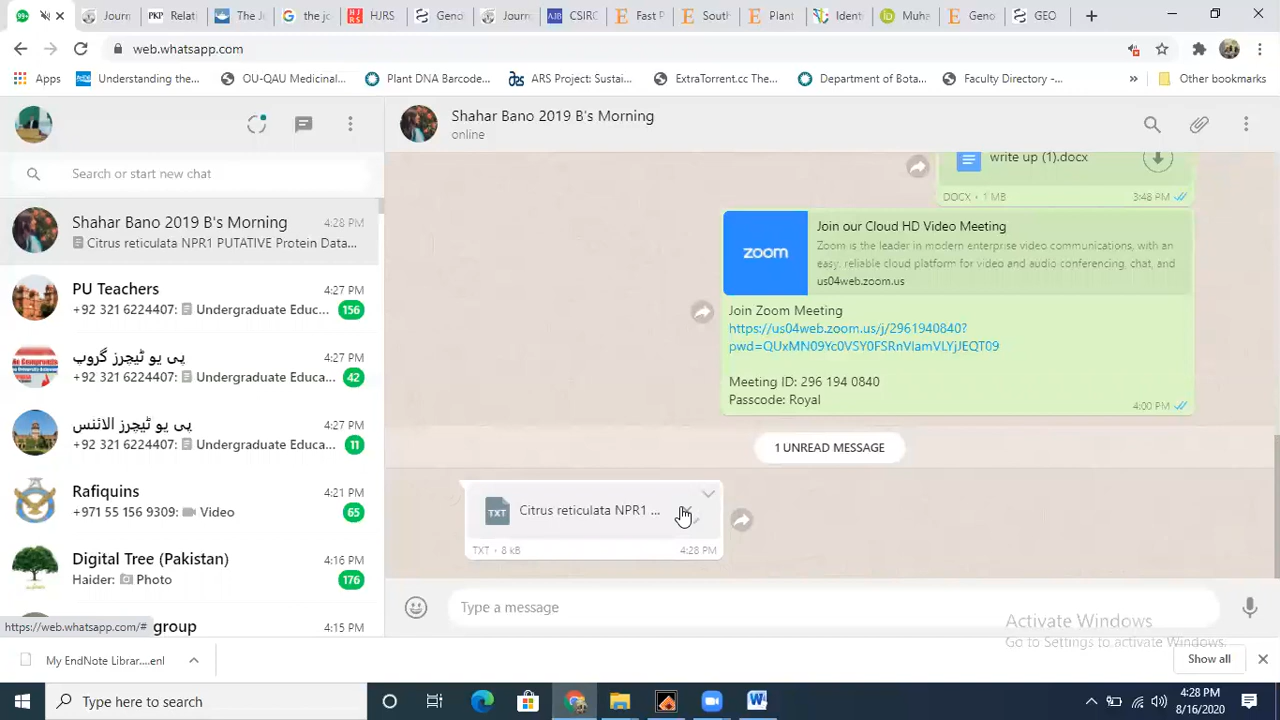 99+
Journ
PKP Relati
The Ji
the jo
HJRS HJRS
Geno
Journ
AJB CSIRC
Fast P
South
Plant
Identi
Muha
Geno
GEO
web.whatsapp.com
Apps
Understanding the...
OU-QAU Medicinal...
Plant DNA Barcode...
ARS Project: Sustai...
ExtraTorrent.cc The...
Department of Bota...
Faculty Directory -...
»
Other bookmarks
Search or start new chat
Shahar Bano 2019 B's Morning 4:28 PM
Citrus reticulata NPR1 PUTATIVE Protein Data...
PU Teachers 4:27 PM
+92 321 6224407: Undergraduate Educ... 156
پی یو ٹیچرز گروپ 4:27 PM
+92 321 6224407: Undergraduate Educa... 42
پی یو ٹیچرز الائنس 4:27 PM
+92 321 6224407: Undergraduate Educa... 11
Rafiquins 4:21 PM
+971 55 156 9309: Video 65
Digital Tree (Pakistan) 4:16 PM
Haider: Photo 176
group 4:15 PM
https://web.whatsapp.com/#
Shahar Bano 2019 B's Morning
online
write up (1).docx
DOCX • 1 MB 3:48 PM
zoom
Join our Cloud HD Video Meeting
Zoom is the leader in modern enterprise video communications, with an
easy, reliable cloud platform for video and audio conferencing, chat, and
us04web.zoom.us
Join Zoom Meeting
https://us04web.zoom.us/j/2961940840?
pwd=QUxMN09Yc0VSY0FSRnVlamVLYjJEQT09
Meeting ID: 296 194 0840
Passcode: Royal
4:00 PM
1 UNREAD MESSAGE
TXT Citrus reticulata NPR1 ...
TXT • 8 kB 4:28 PM
Type a message
Activate Windows
Go to Settings to activate Windows.
My EndNote Library....enl
Show all
Type here to search
4:28 PM
8/16/2020